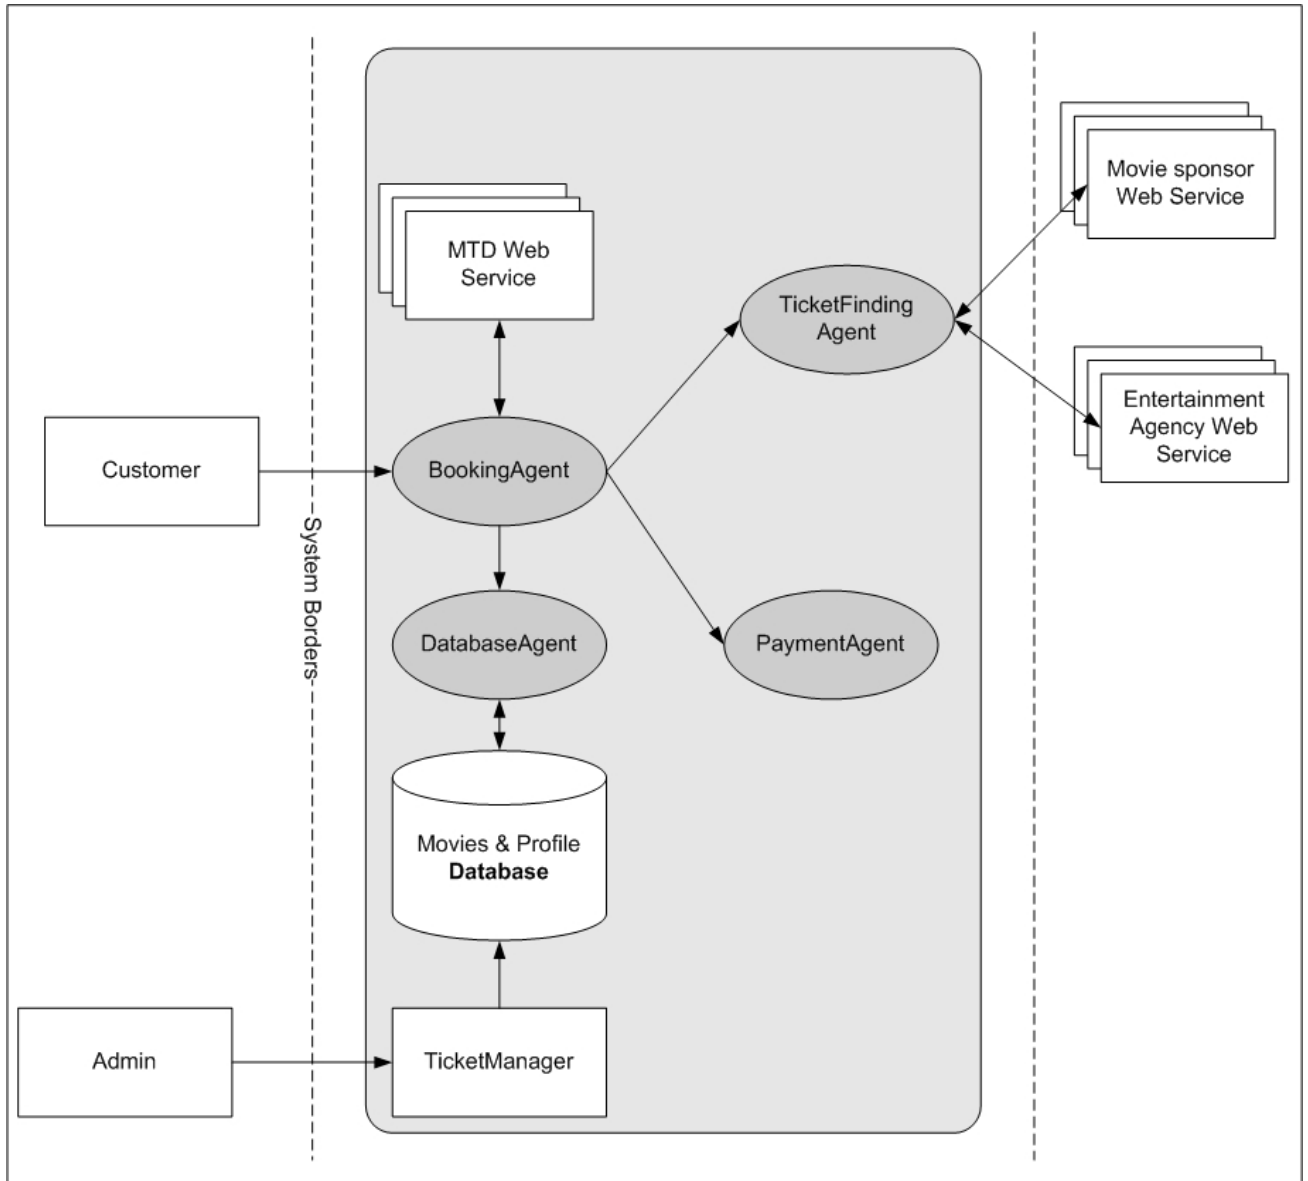 Movie sponsor
Web Service
MTD Web
Service
TicketFinding
Agent
Entertainment
Agency Web
Service
Customer
BookingAgent
System Borders
DatabaseAgent
PaymentAgent
Movies & Profile
Database
Admin
TicketManager